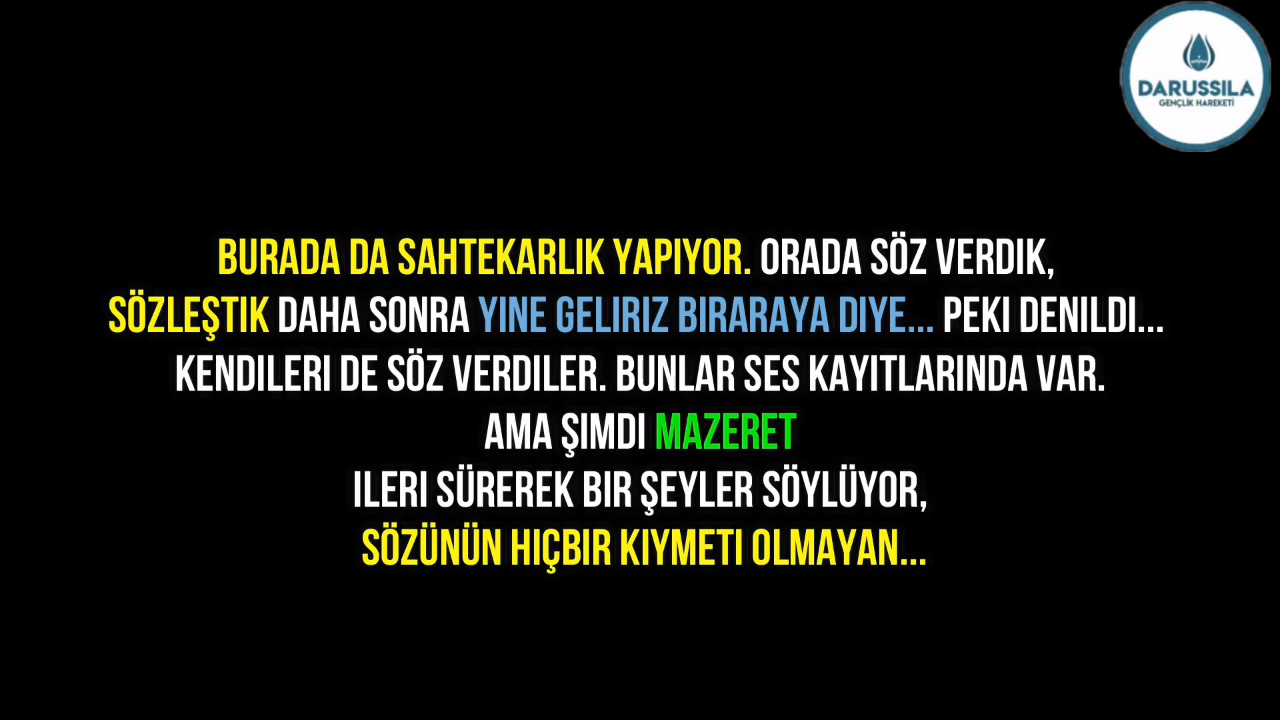 DARUSSILA
GENÇLİK HAREKETİ
BURADA DA SAHTEKARLIK YAPIYOR. ORADA SÖZ VERDIK,
SÖZLEŞTIK DAHA SONRA YINE GELIRIZ BIRARAYA DIYE... PEKI DENILDI...
KENDILERI DE SÖZ VERDILER. BUNLAR SES KAYITLARINDA VAR.
AMA ŞIMDI MAZERET
ILERI SÜREREK BIR ŞEYLER SÖYLÜYOR,
SÖZÜNÜN HIÇBIR KIYMETI OLMAYAN...